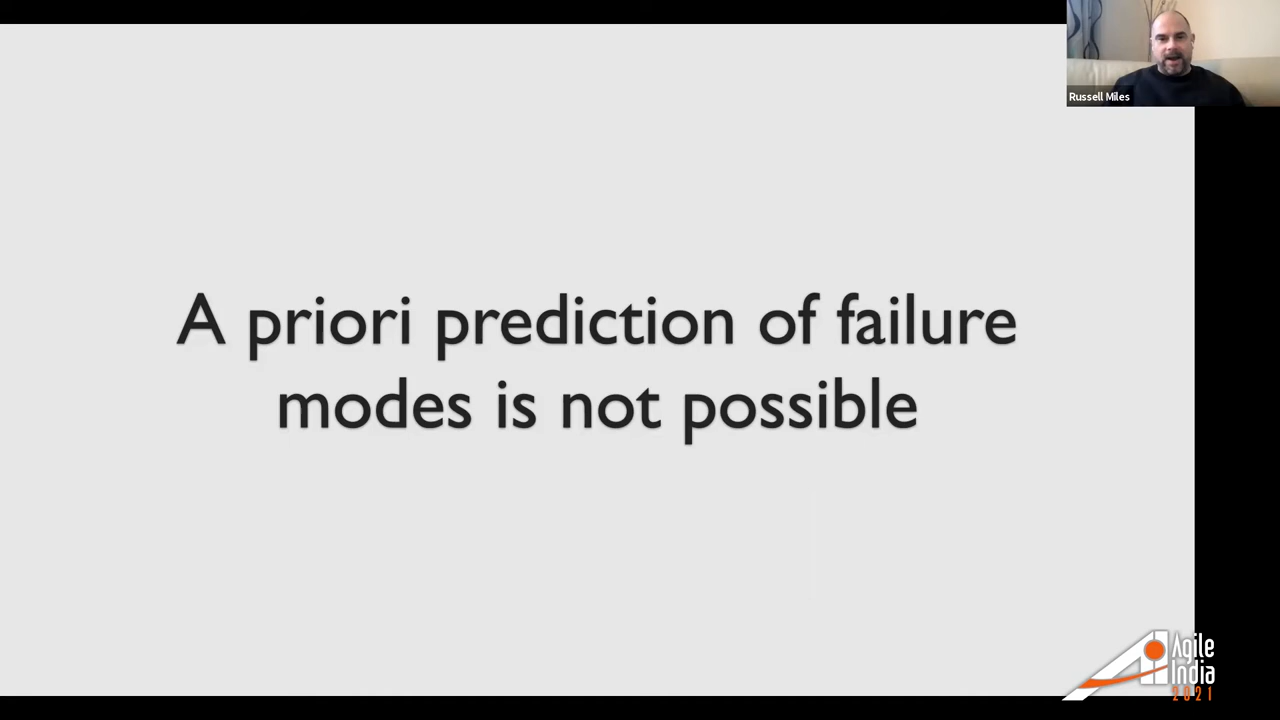 Russell Miles
A priori prediction of failure
modes is not possible
Agile
India
2021